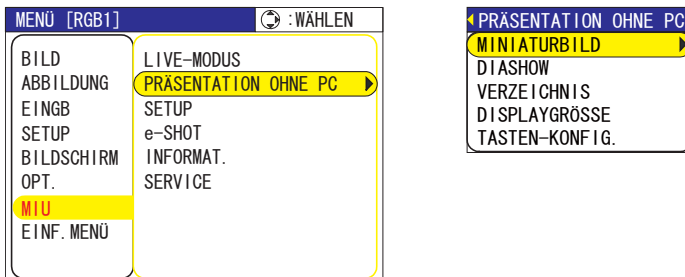 MENÜ [RGB1] :WÄHLEN
BILD
ABBILDUNG
EINGB
SETUP
BILDSCHIRM
OPT.
MIU
EINF.MENÜ
LIVE-MODUS
PRÄSENTATION OHNE PC
SETUP
e-SHOT
INFORMAT.
SERVICE
PRÄSENTATION OHNE PC
MINIATURBILD
DIASHOW
VERZEICHNIS
DISPLAYGRÖSSE
TASTEN-KONFIG.